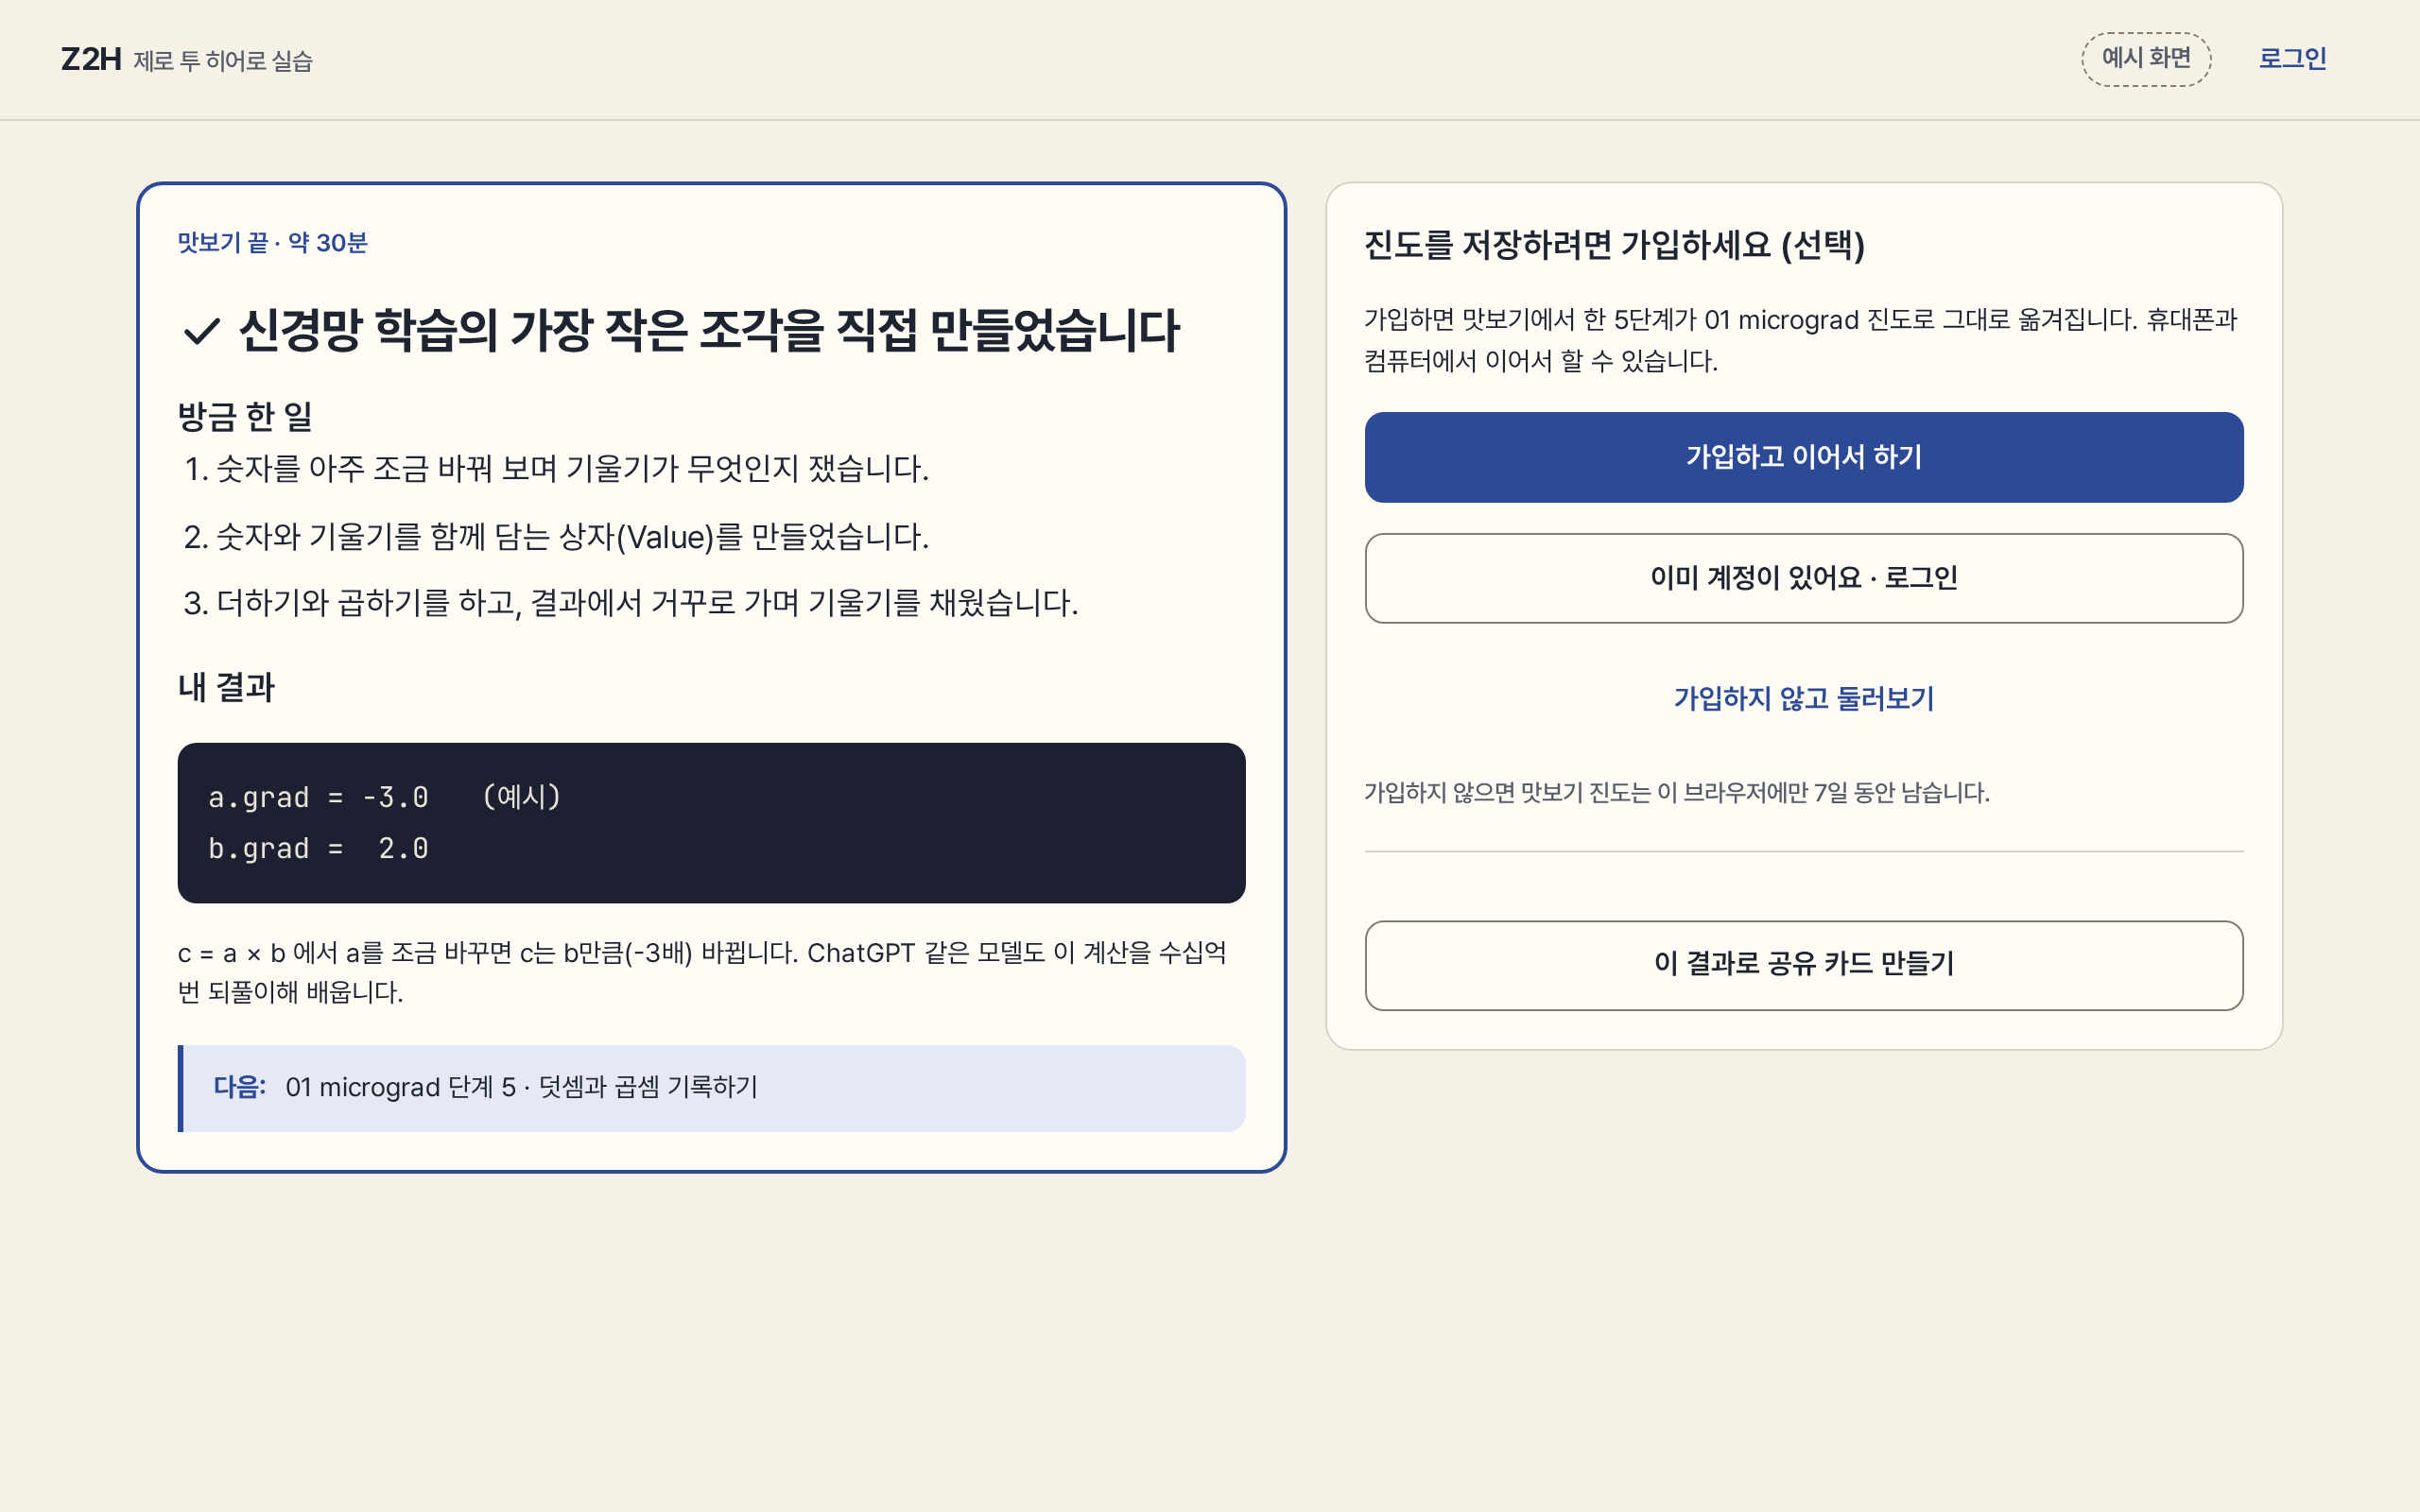 Z2H 제로 투 히어로 실습
예시 화면
로그인
맛보기 끝 · 약 30분
✓ 신경망 학습의 가장 작은 조각을 직접 만들었습니다
방금 한 일
1. 숫자를 아주 조금 바꿔 보며 기울기가 무엇인지 쟀습니다.
2. 숫자와 기울기를 함께 담는 상자(Value)를 만들었습니다.
3. 더하기와 곱하기를 하고, 결과에서 거꾸로 가며 기울기를 채웠습니다.
내 결과
a.grad = -3.0 (예시)
b.grad = 2.0
c = a × b 에서 a를 조금 바꾸면 c는 b만큼(-3배) 바뀝니다. ChatGPT 같은 모델도 이 계산을 수십억
번 되풀이해 배웁니다.
다음: 01 micrograd 단계 5 · 덧셈과 곱셈 기록하기
진도를 저장하려면 가입하세요 (선택)
가입하면 맛보기에서 한 5단계가 01 micrograd 진도로 그대로 옮겨집니다. 휴대폰과
컴퓨터에서 이어서 할 수 있습니다.
가입하고 이어서 하기
이미 계정이 있어요 · 로그인
가입하지 않고 둘러보기
가입하지 않으면 맛보기 진도는 이 브라우저에만 7일 동안 남습니다.
이 결과로 공유 카드 만들기